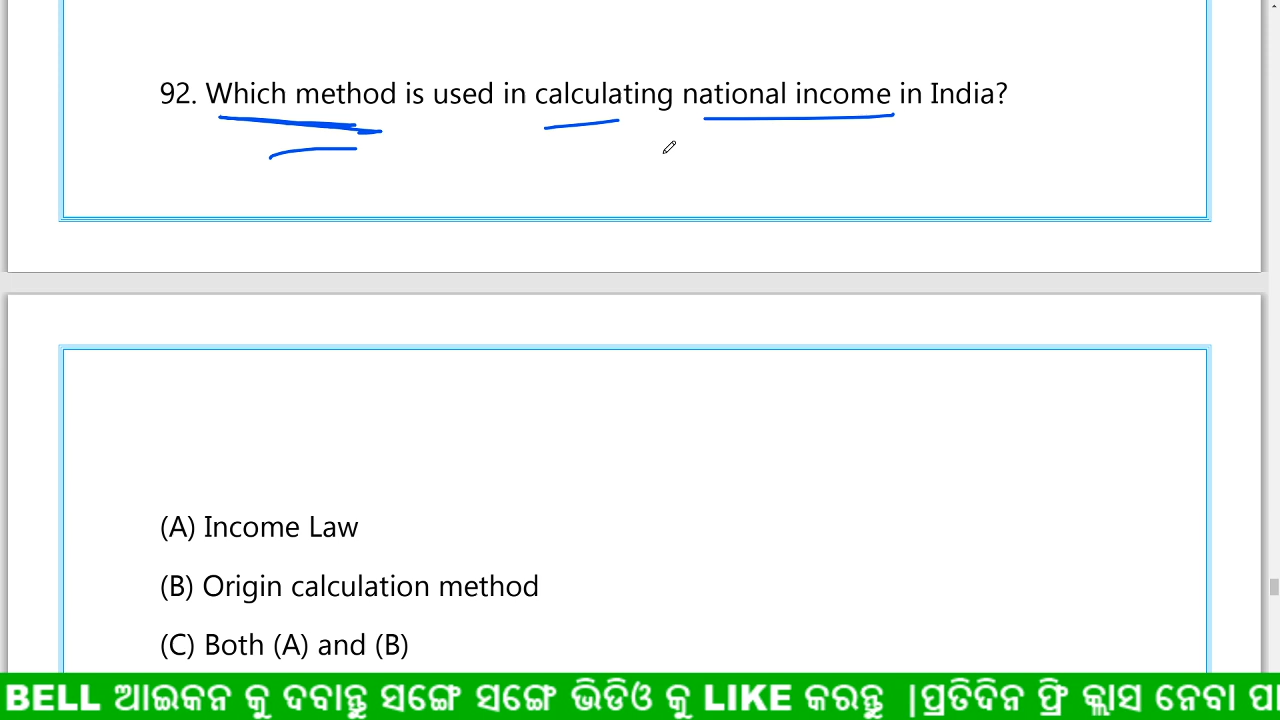 92. Which method is used in calculating national income in India?
(A) Income Law
(B) Origin calculation method
(C) Both (A) and (B)
BELL ଆଇକନ କୁ ଦବାନ୍ତୁ ସଙ୍ଗେ ସଙ୍ଗେ ଭିଡିଓ କୁ LIKE କରନ୍ତୁ |ପ୍ରତିଦିନ ଫ୍ରି କ୍ଲାସ ନେବା